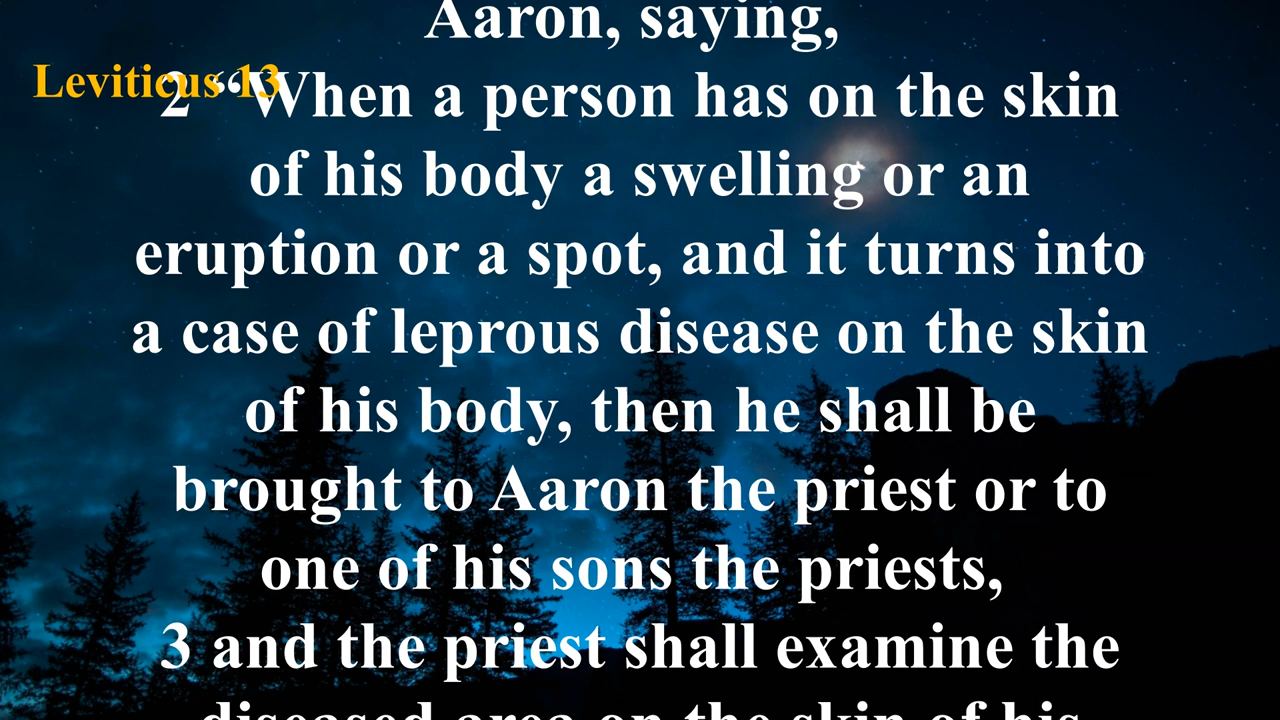 Aaron, saying,
Leviticus 13
2 “When a person has on the skin
of his body a swelling or an
eruption or a spot, and it turns into
a case of leprous disease on the skin
of his body, then he shall be
brought to Aaron the priest or to
one of his sons the priests,
3 and the priest shall examine the
diseased area on the skin of his